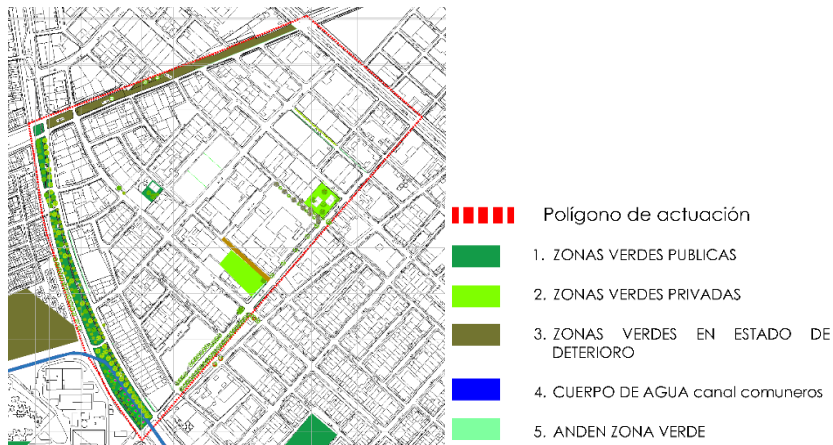 Polígono de actuación
1. ZONAS VERDES PUBLICAS
2. ZONAS VERDES PRIVADAS
3. ZONAS VERDES EN ESTADO DE
DETERIORO
4. CUERPO DE AGUA canal comuneros
5. ANDEN ZONA VERDE